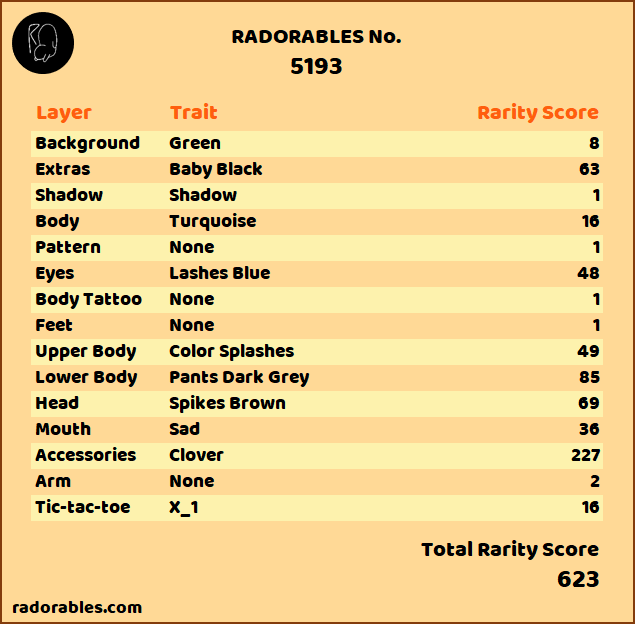 RADORABLES No.
5193
Layer Trait Rarity Score
Background Green 8
Extras Baby Black 63
Shadow Shadow 1
Body Turquoise 16
Pattern None 1
Eyes Lashes Blue 48
Body Tattoo None 1
Feet None 1
Upper Body Color Splashes 49
Lower Body Pants Dark Grey 85
Head Spikes Brown 69
Mouth Sad 36
Accessories Clover 227
Arm None 2
Tic-tac-toe X_1 16
Total Rarity Score
623
radorables.com